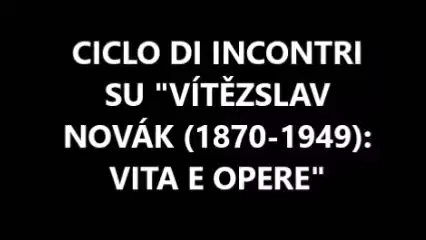 CICLO DI INCONTRI
SU "VÍTĚZSLAV
NOVÁK (1870-1949):
VITA E OPERE"